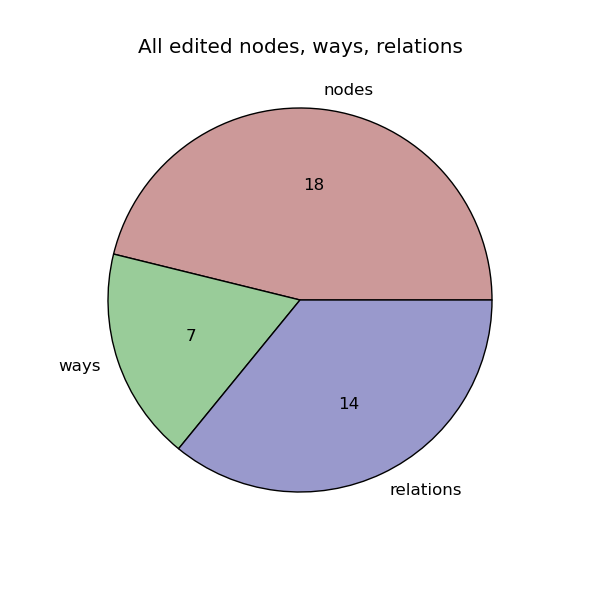 All edited nodes, ways, relations
nodes
18
7
ways
14
relations